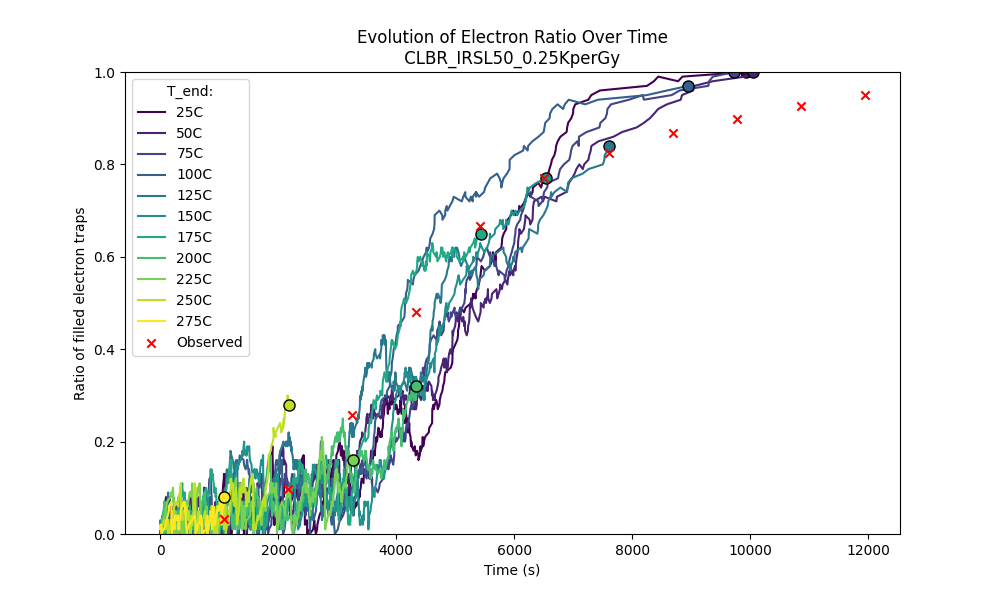 Evolution of Electron Ratio Over Time
CLBR_IRSL50_0.25KperGy
Ratio of filled electron traps
1.0
0.8
0.6
0.4
0.2
0.0
T_end:
25C
50C
75C
100C
125C
150C
175C
200C
225C
250C
275C
Observed
0
2000
4000
6000
8000
10000
12000
Time (s)